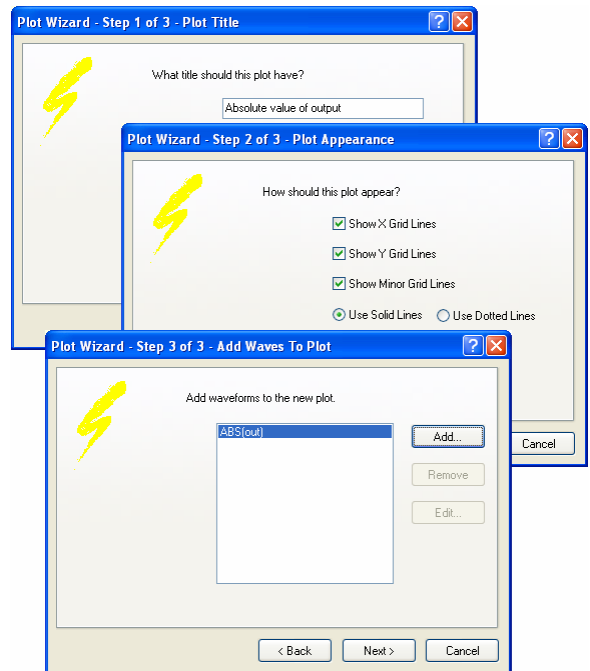 Plot Wizard - Step 1 of 3 - Plot Title
What title should this plot have?
Absolute value of output
Plot Wizard - Step 2 of 3 - Plot Appearance
How should this plot appear?
Show X Grid Lines
Show Y Grid Lines
Show Minor Grid Lines
Use Solid Lines Use Dotted Lines
Cancel
Plot Wizard - Step 3 of 3 - Add Waves To Plot
Add waveforms to the new plot.
ABS(out)
Add...
Remove
Edit...
< Back Next > Cancel